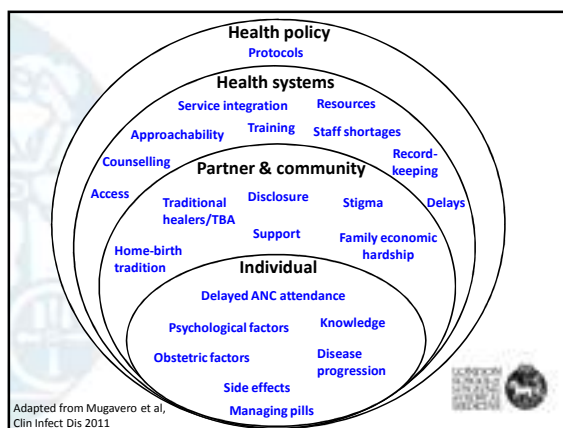 Health policy
Protocols
Health systems
Service integration
Resources
Approachability
Training
Staff shortages
Counselling
Record-
keeping
Access
Delays
Partner & community
Traditional
healers/TBA
Disclosure
Stigma
Support
Home-birth
tradition
Family economic
hardship
Individual
Delayed ANC attendance
Psychological factors
Knowledge
Obstetric factors
Disease
progression
Side effects
Managing pills
Adapted from Mugavero et al,
Clin Infect Dis 2011